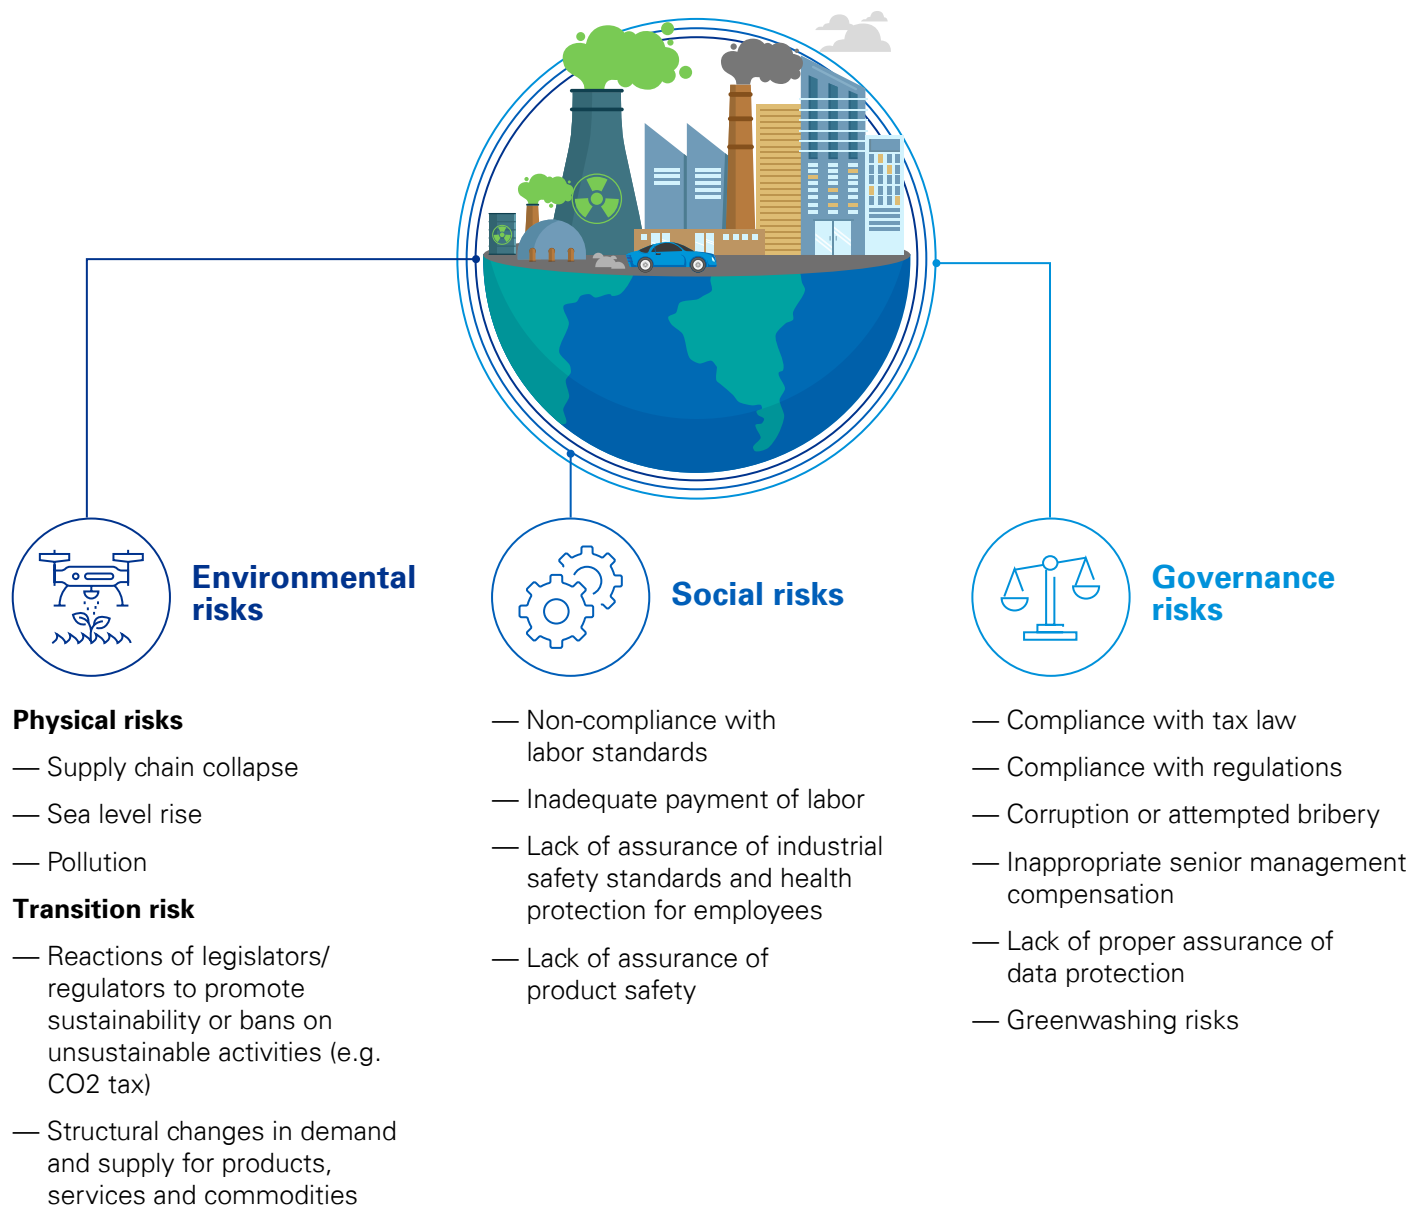 Environmental
risks
Physical risks
— Supply chain collapse
— Sea level rise
— Pollution
Transition risk
— Reactions of legislators/
regulators to promote
sustainability or bans on
unsustainable activities (e.g.
CO2 tax)
— Structural changes in demand
and supply for products,
services and commodities
Social risks
— Non-compliance with
labor standards
— Inadequate payment of labor
— Lack of assurance of industrial
safety standards and health
protection for employees
— Lack of assurance of
product safety
Governance
risks
— Compliance with tax law
— Compliance with regulations
— Corruption or attempted bribery
— Inappropriate senior management
compensation
— Lack of proper assurance of
data protection
— Greenwashing risks